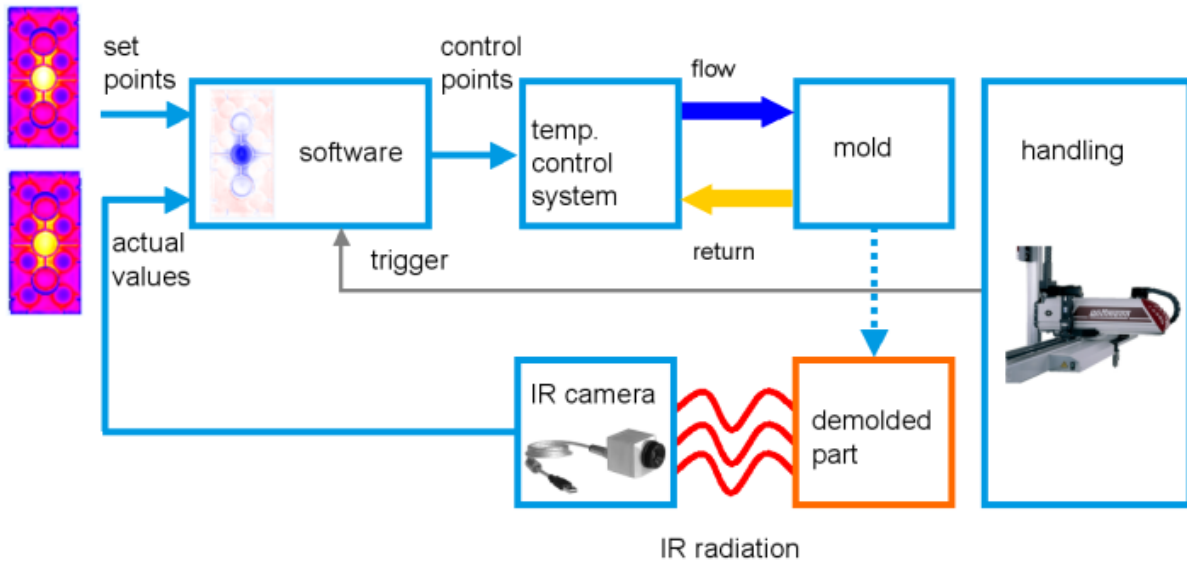 set
points
control
points
flow
software
temp.
control
system
mold
handling
actual
values
trigger
return
IR camera
demolded
part
IR radiation